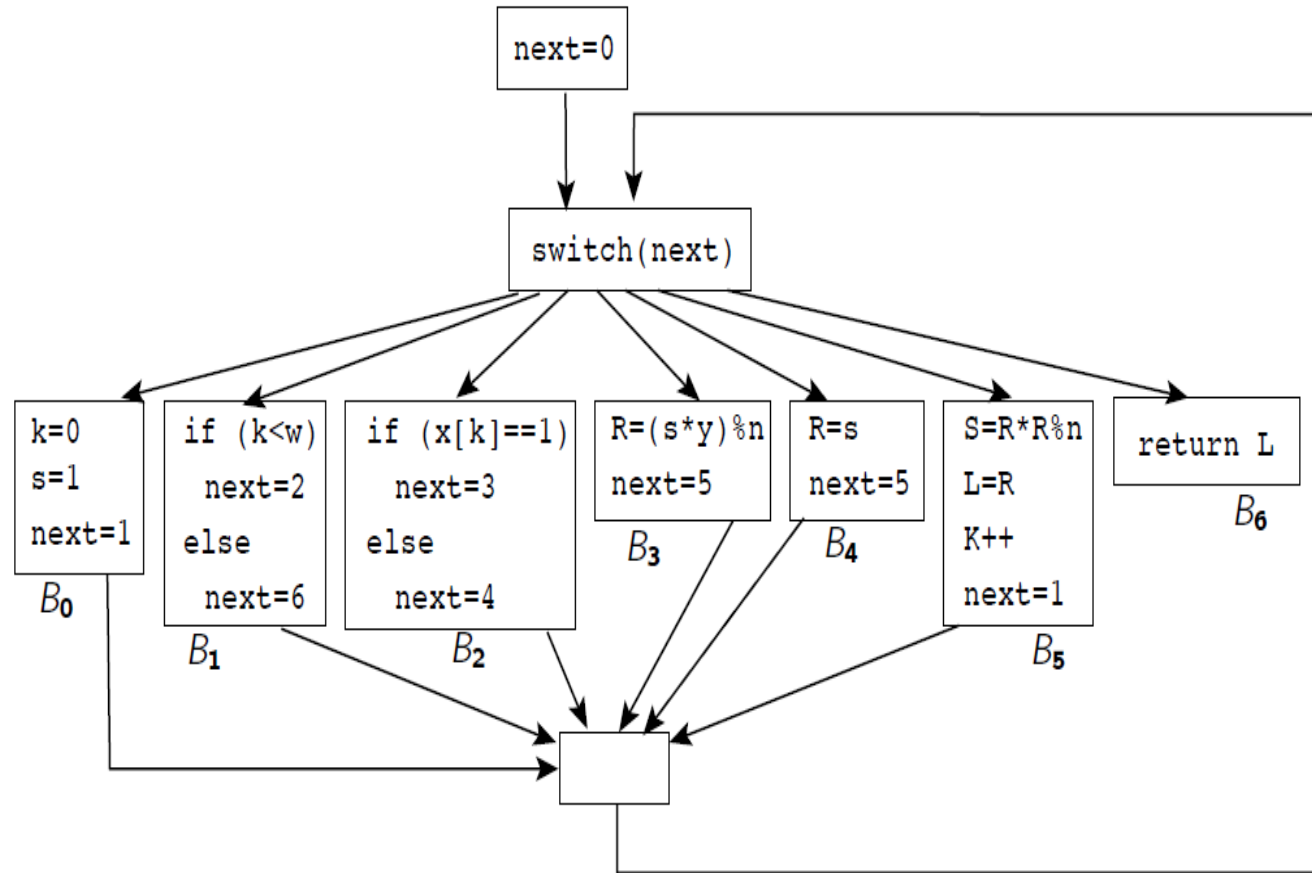 next=0
switch(next)
k=0
s=1
next=1
B0
if (k<w)
next=2
else
next=6
B1
if (x[k]==1)
next=3
else
next=4
B2
R=(s*y)%n
next=5
B3
R=s
next=5
B4
S=R*R%n
L=R
K++
next=1
B5
return L
B6